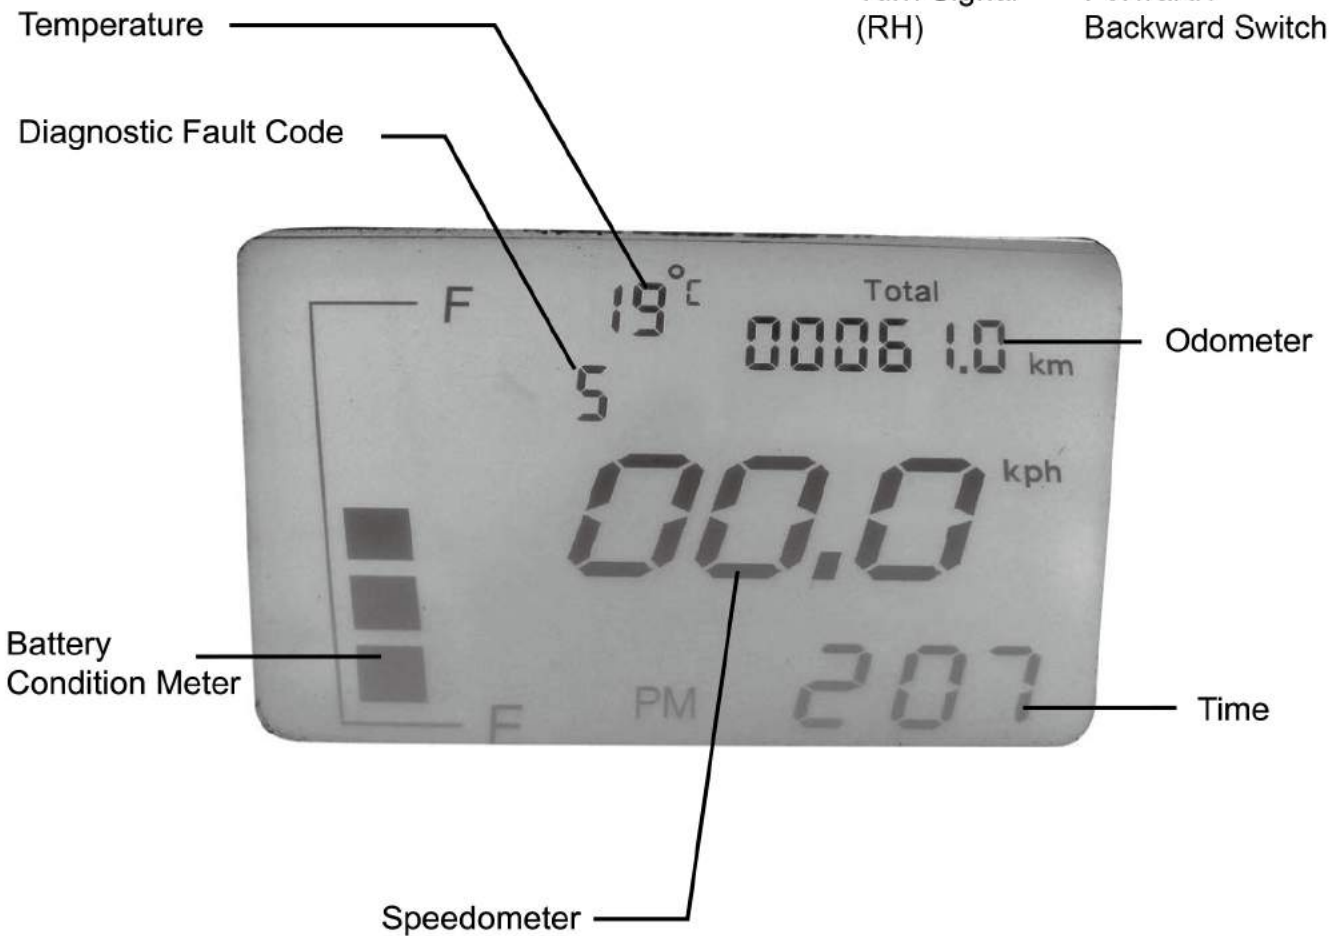 Temperature
(RH)
Backward Switch
Diagnostic Fault Code
F
19°C
Total
00061.0 km
Odometer
5
00.0 kph
Battery
Condition Meter
PM 207
Time
Speedometer